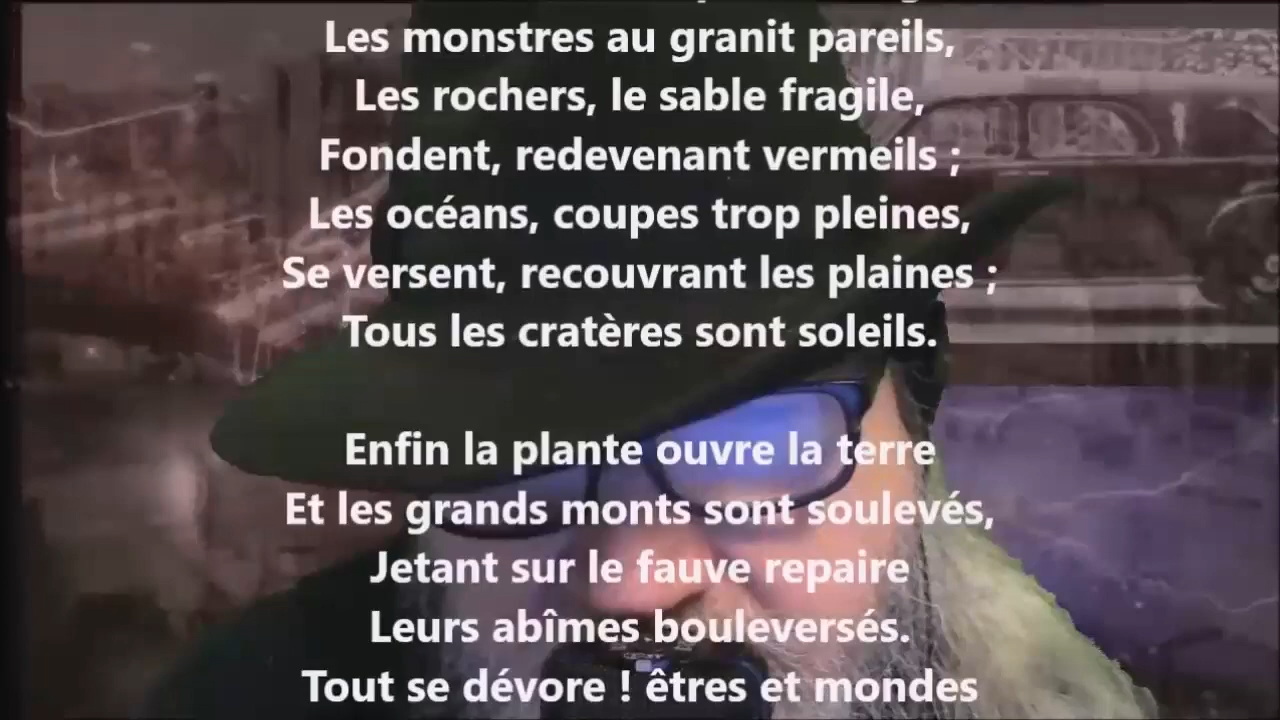 Les monstres au granit pareils,
Les rochers, le sable fragile,
Fondent, redevenant vermeils ;
Les océans, coupes trop pleines,
Se versent, recouvrant les plaines ;
Tous les cratères sont soleils.
Enfin la plante ouvre la terre
Et les grands monts sont soulevés,
Jetant sur le fauve repaire
Leurs abîmes bouleversés.
Tout se dévore ! êtres et mondes